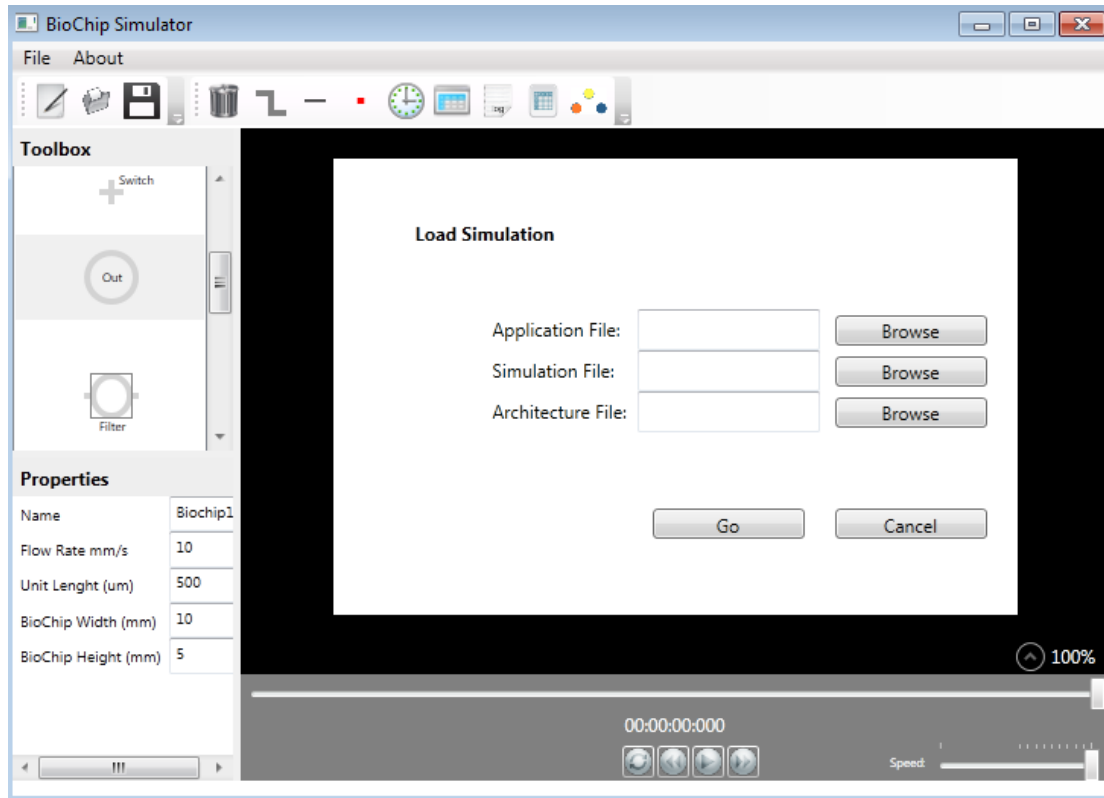 BioChip Simulator
File About
log
Toolbox
Switch
Out
Filter
Properties
Name Biochip1
Flow Rate mm/s 10
Unit Lenght (um) 500
BioChip Width (mm) 10
BioChip Height (mm) 5
Load Simulation
Application File: Browse
Simulation File: Browse
Architecture File: Browse
Go Cancel
100%
00:00:00:000
Speed: